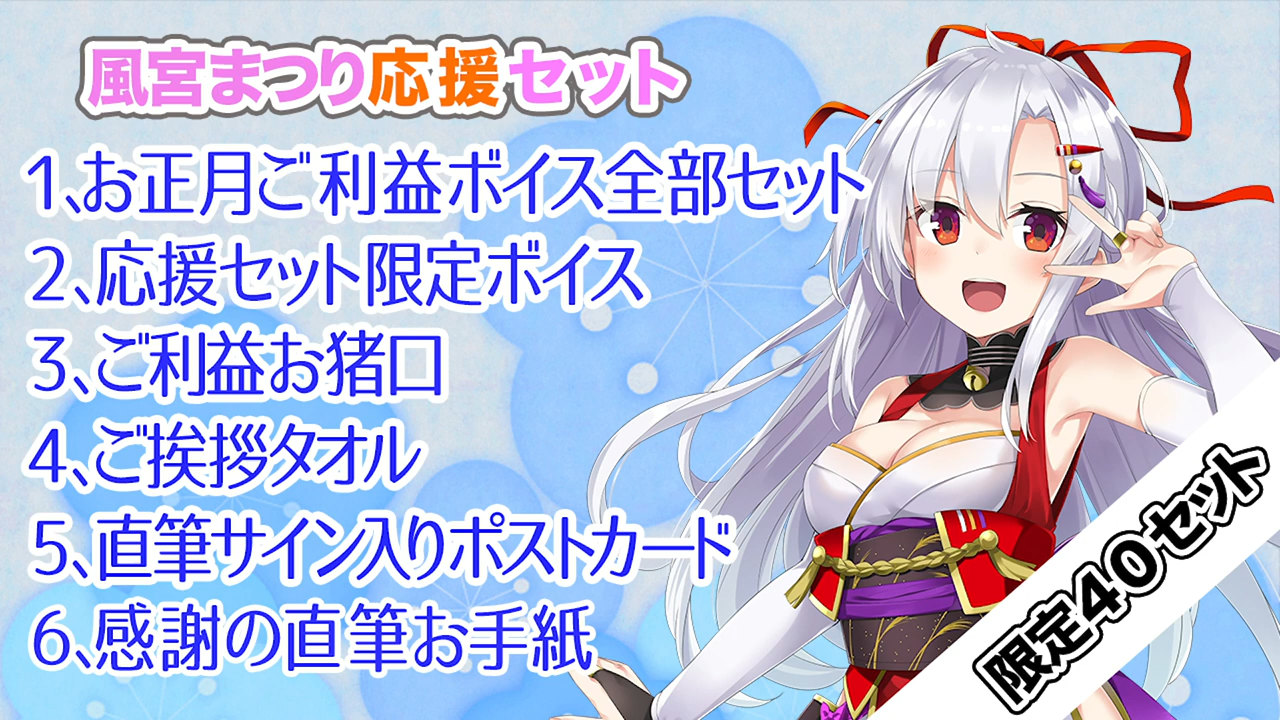 風宮まつり応援セット
1、お正月ご利益ボイス全部セット
2、応援セット限定ボイス
3、ご利益お猪口
4、ご挨拶タオル
5、直筆サイン入りポストカード
6、感謝の直筆お手紙
限定40セット